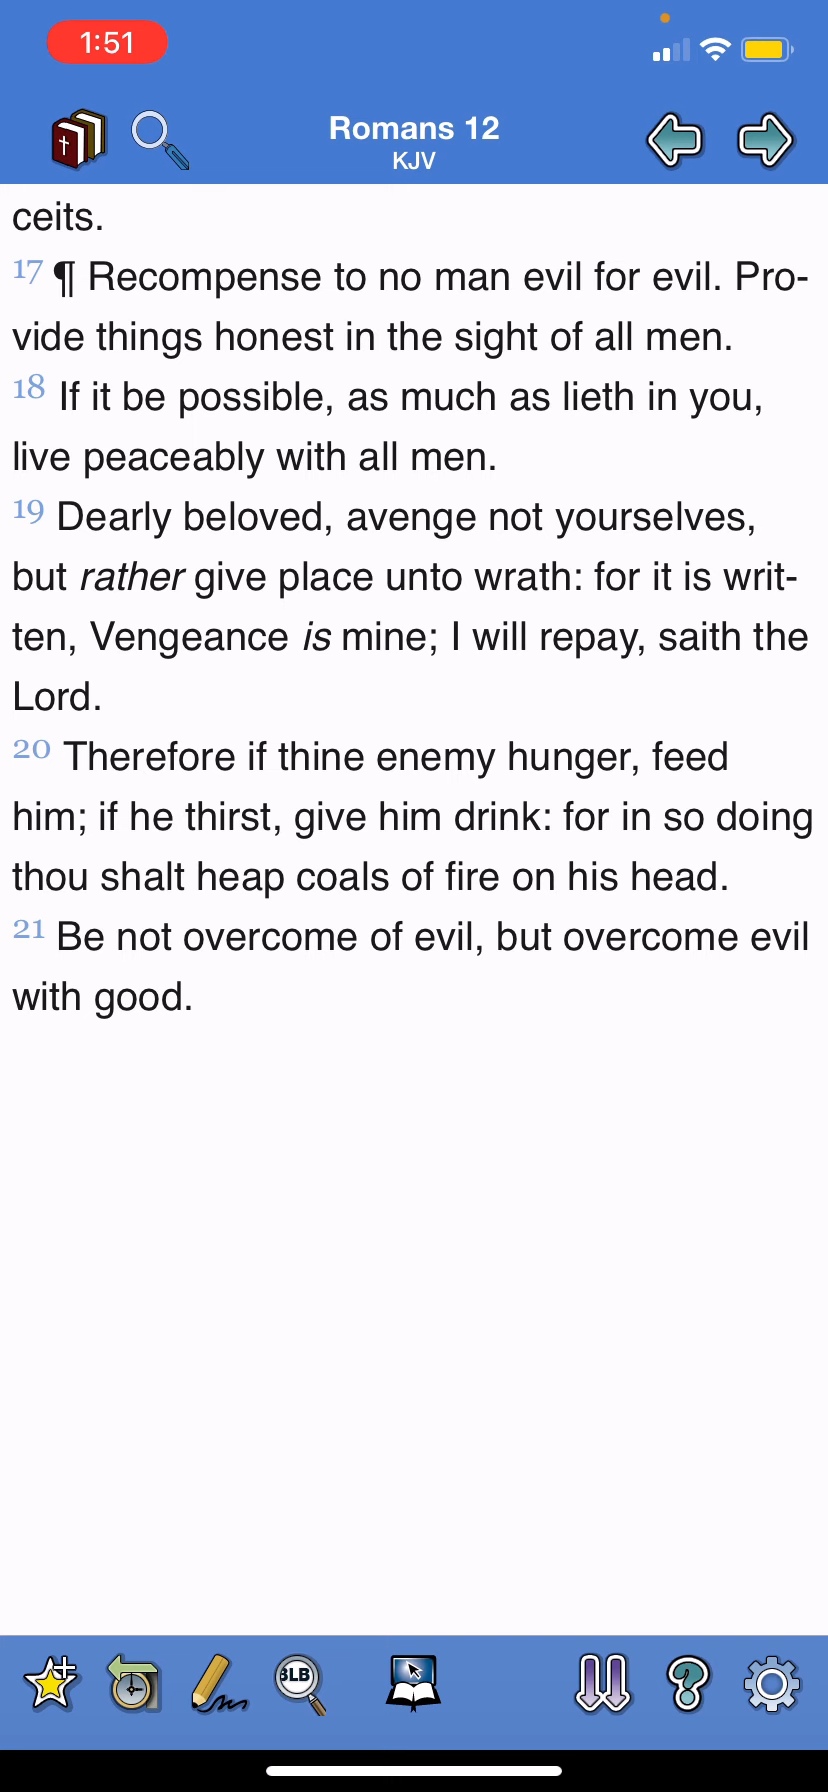 1:51
Romans 12
KJV
ceits.
17 ¶ Recompense to no man evil for evil. Pro-
vide things honest in the sight of all men.
18 If it be possible, as much as lieth in you,
live peaceably with all men.
19 Dearly beloved, avenge not yourselves,
but rather give place unto wrath: for it is writ-
ten, Vengeance is mine; I will repay, saith the
Lord.
20 Therefore if thine enemy hunger, feed
him; if he thirst, give him drink: for in so doing
thou shalt heap coals of fire on his head.
21 Be not overcome of evil, but overcome evil
with good.
BLB
?